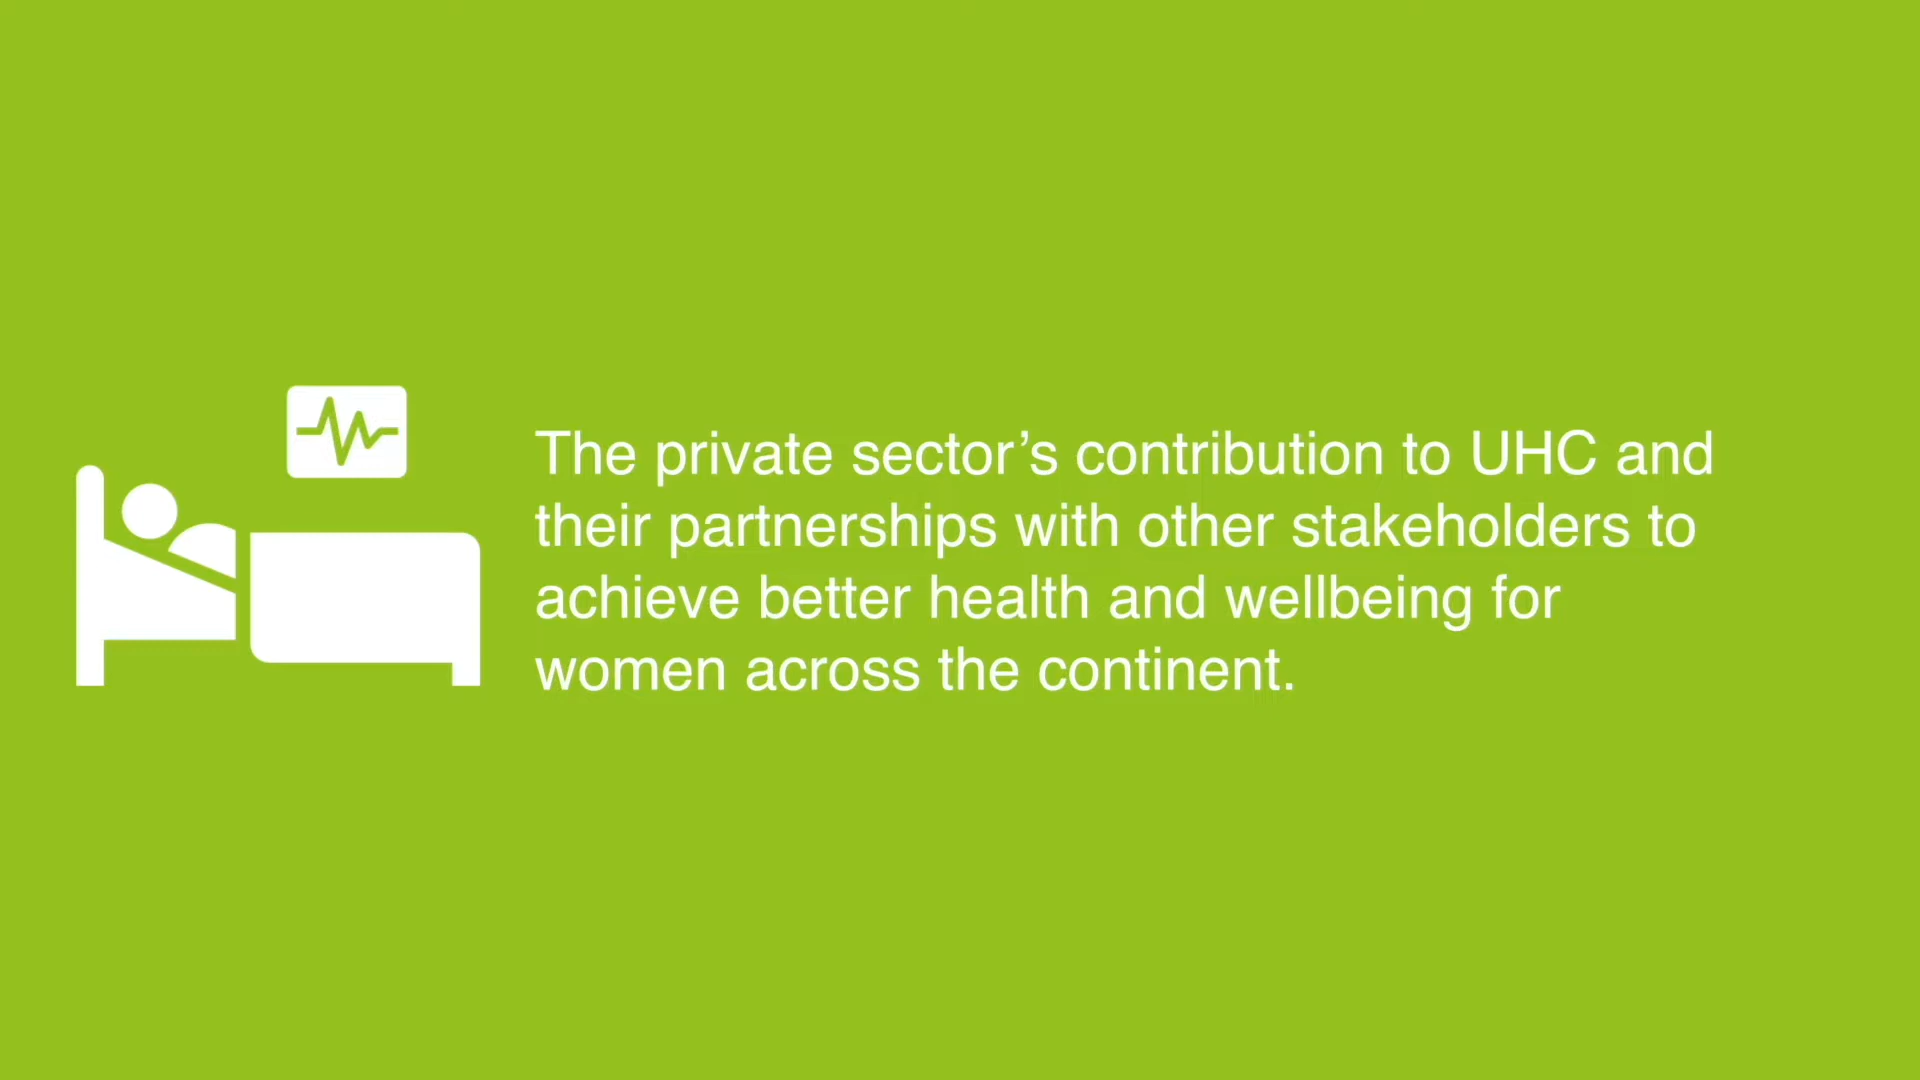 The private sector’s contribution to UHC and
their partnerships with other stakeholders to
achieve better health and wellbeing for
women across the continent.